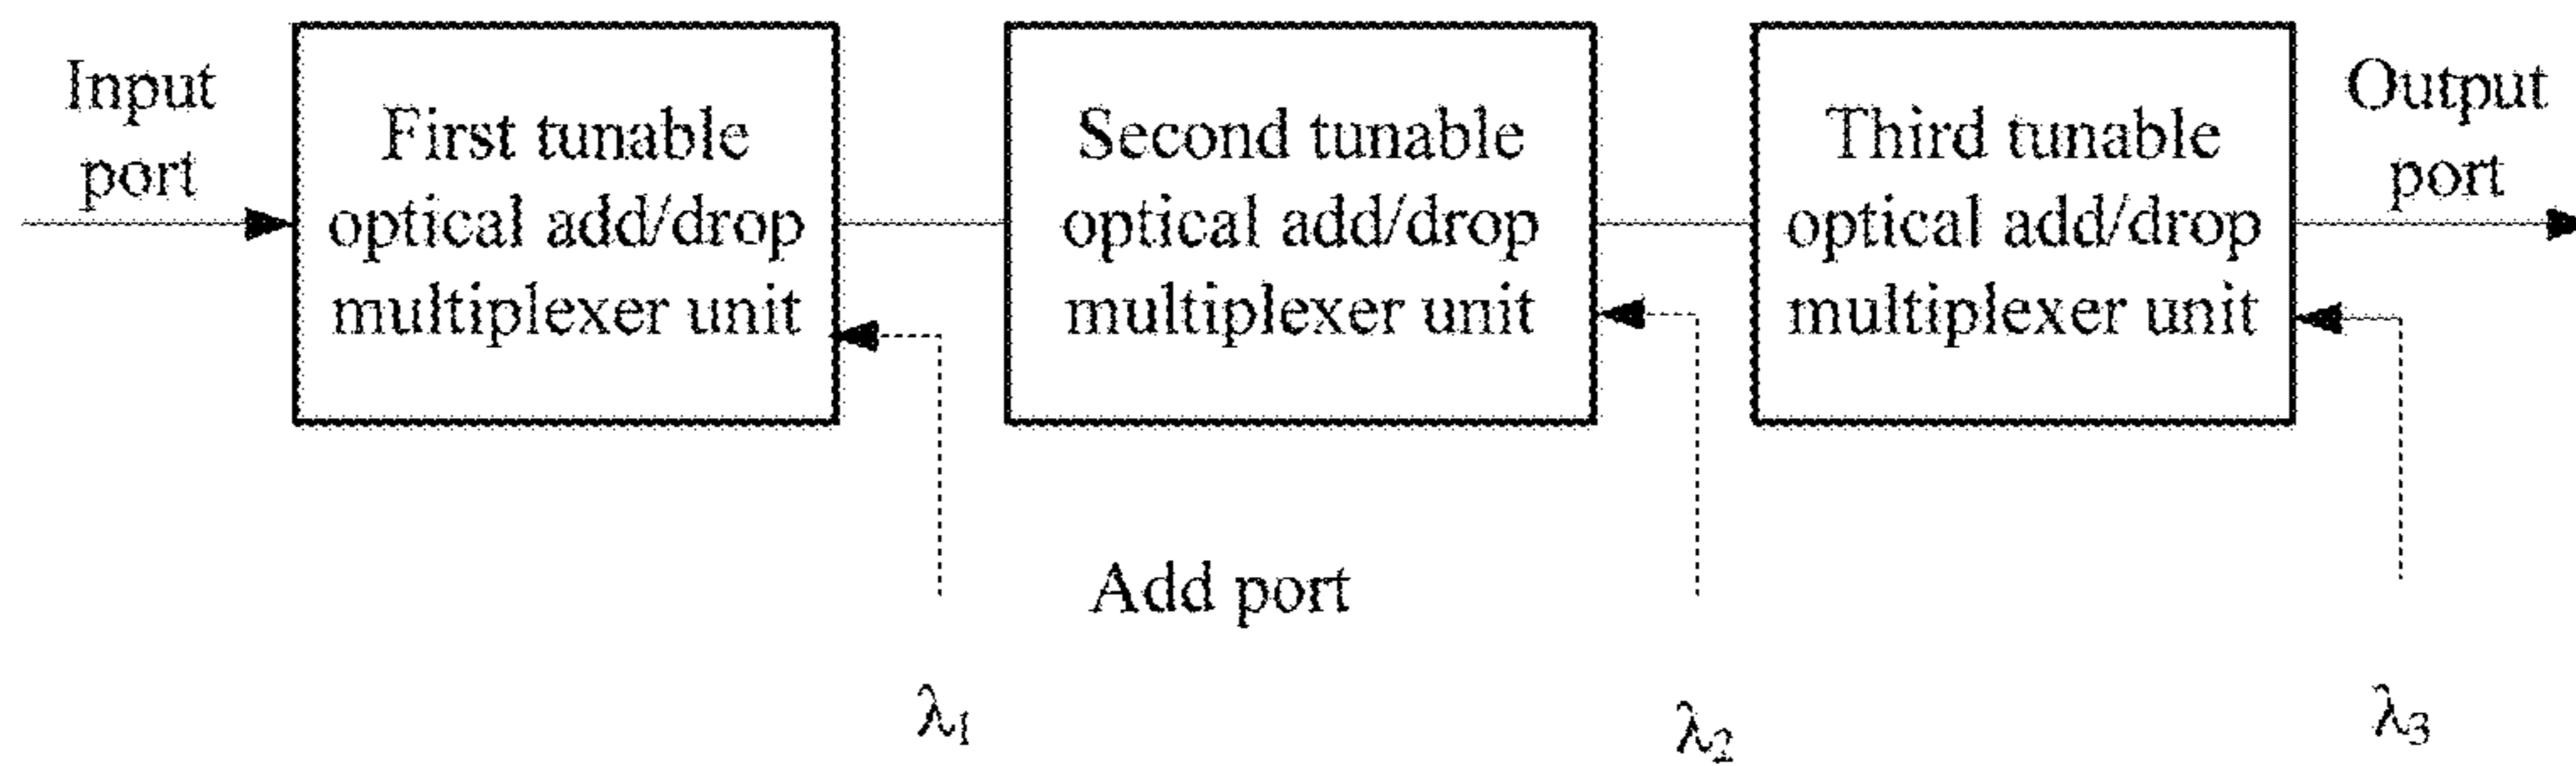 Input
port
First tunable
optical add/drop
multiplexer unit
Second tunable
optical add/drop
multiplexer unit
Third tunable
optical add/drop
multiplexer unit
Output
port
Add port
λ1
λ2
λ3